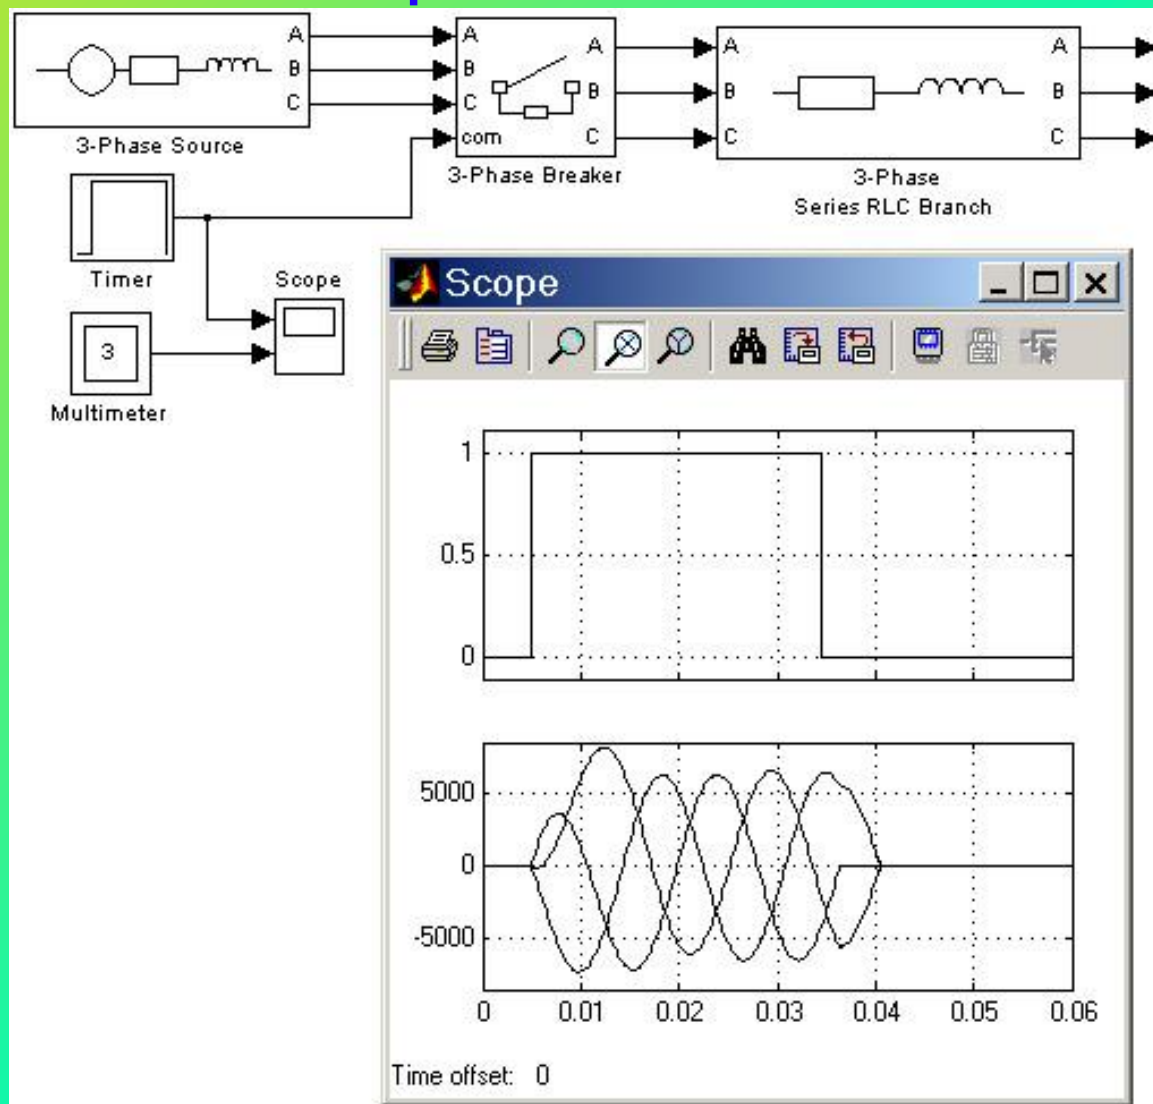 A
B
C
3-Phase Source
A
B
C
com
A
B
C
3-Phase Breaker
A
B
C
A
B
C
3-Phase
Series RLC Branch
Timer
Scope
3
Multimeter
Scope
1
0.5
0
5000
0
-5000
0 0.01 0.02 0.03 0.04 0.05 0.06
Time offset: 0